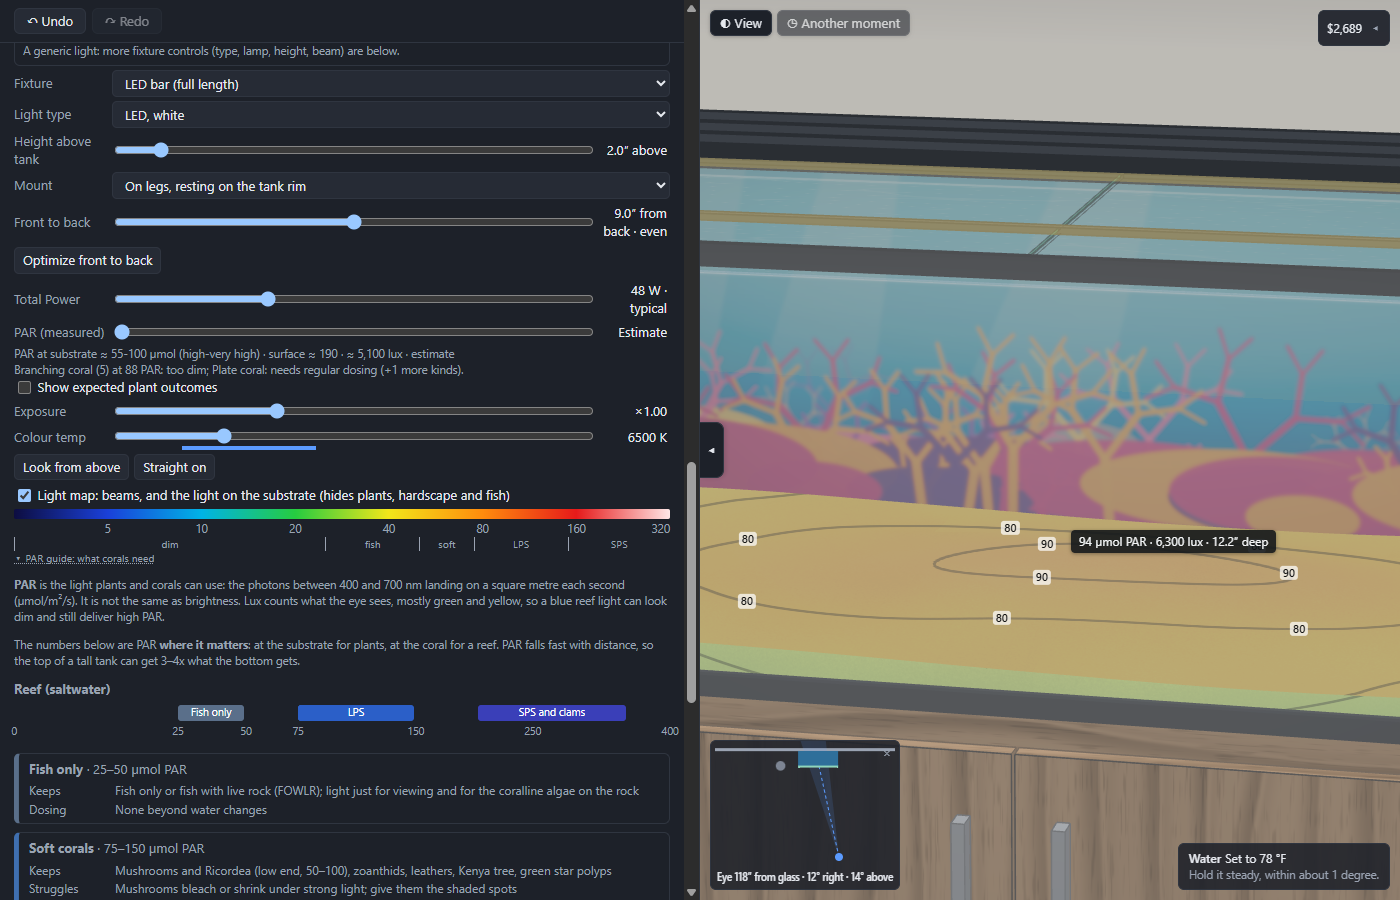 ↶ Undo
↷ Redo
A generic light: more fixture controls (type, lamp, height, beam) are below.
Fixture
LED bar (full length)
Light type
LED, white
Height above tank
2.0″ above
Mount
On legs, resting on the tank rim
Front to back
9.0″ from back · even
Optimize front to back
Total Power
48 W · typical
PAR (measured)
Estimate
PAR at substrate ≈ 55-100 µmol (high-very high) · surface ≈ 190 · ≈ 5,100 lux · estimate
Branching coral (5) at 88 PAR: too dim; Plate coral: needs regular dosing (+1 more kinds).
Show expected plant outcomes
Exposure
×1.00
Colour temp
6500 K
Look from above
Straight on
Light map: beams, and the light on the substrate (hides plants, hardscape and fish)
5 10 20 40 80 160 320
dim fish soft LPS SPS
PAR guide: what corals need
PAR is the light plants and corals can use: the photons between 400 and 700 nm landing on a square metre each second
(µmol/m²/s). It is not the same as brightness. Lux counts what the eye sees, mostly green and yellow, so a blue reef light can look
dim and still deliver high PAR.
The numbers below are PAR where it matters: at the substrate for plants, at the coral for a reef. PAR falls fast with distance, so
the top of a tall tank can get 3–4x what the bottom gets.
Reef (saltwater)
Fish only LPS SPS and clams
0 25 50 75 150 250 400
Fish only · 25–50 µmol PAR
Keeps Fish only or fish with live rock (FOWLR); light just for viewing and for the coralline algae on the rock
Dosing None beyond water changes
Soft corals · 75–150 µmol PAR
Keeps Mushrooms and Ricordea (low end, 50–100), zoanthids, leathers, Kenya tree, green star polyps
Struggles Mushrooms bleach or shrink under strong light; give them the shaded spots
View
Another moment
$2,689
80
80
90
94 µmol PAR · 6,300 lux · 12.2″ deep
90
90
80
80
80
Eye 118″ from glass · 12° right · 14° above
Water Set to 78 °F
Hold it steady, within about 1 degree.